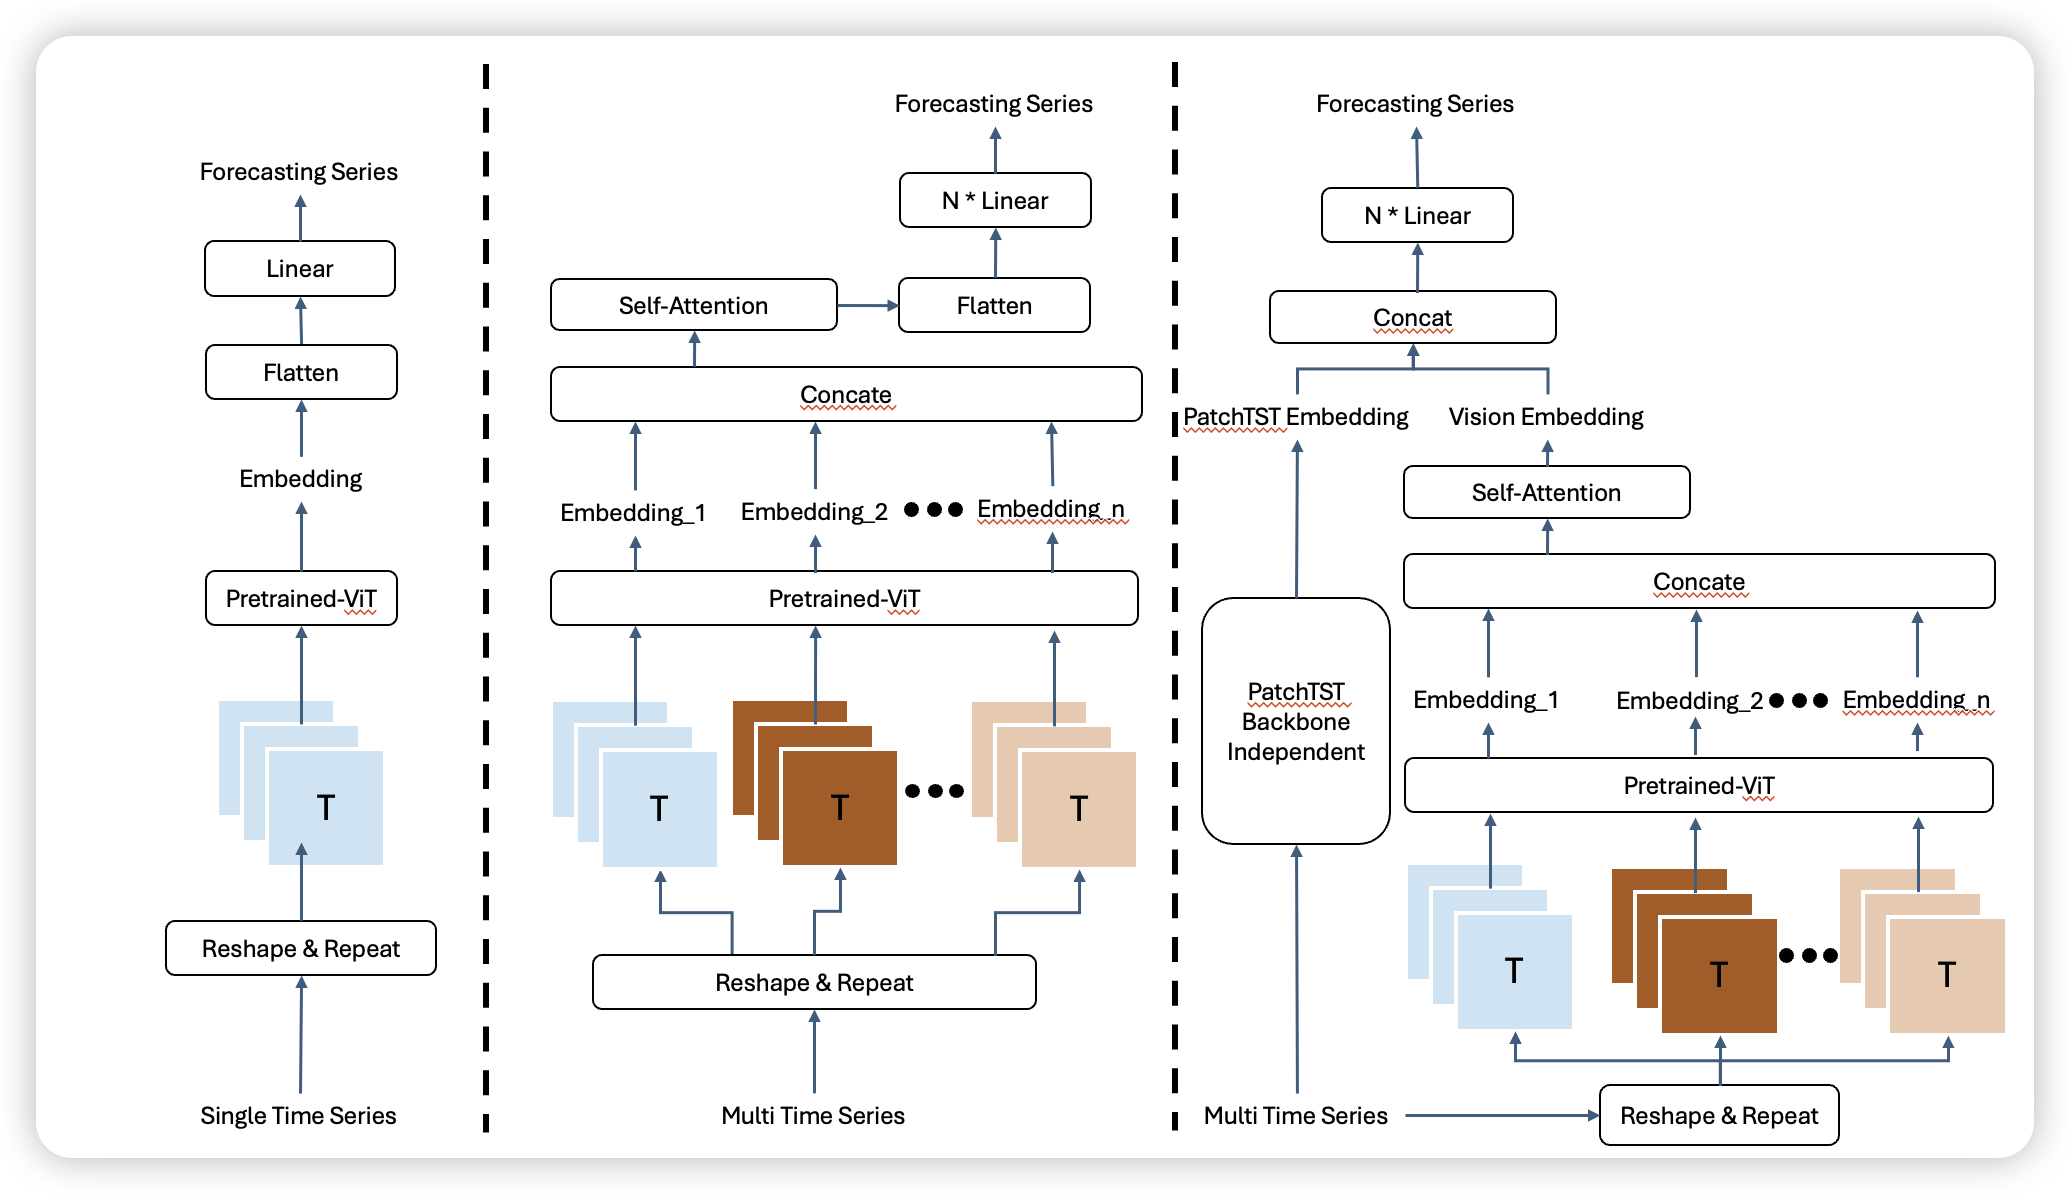 Forecasting Series
Linear
Flatten
Embedding
Pretrained-ViT
T
Reshape & Repeat
Single Time Series
Forecasting Series
N * Linear
Self-Attention
Flatten
Concate
Embedding_1
Embedding_2
Embedding_n
Pretrained-ViT
T
T
T
Reshape & Repeat
Multi Time Series
Forecasting Series
N * Linear
Concat
PatchTST Embedding
Vision Embedding
Self-Attention
Concate
Embedding_1
Embedding_2
Embedding_n
PatchTST
Backbone
Independent
Pretrained-ViT
T
T
T
Multi Time Series
Reshape & Repeat